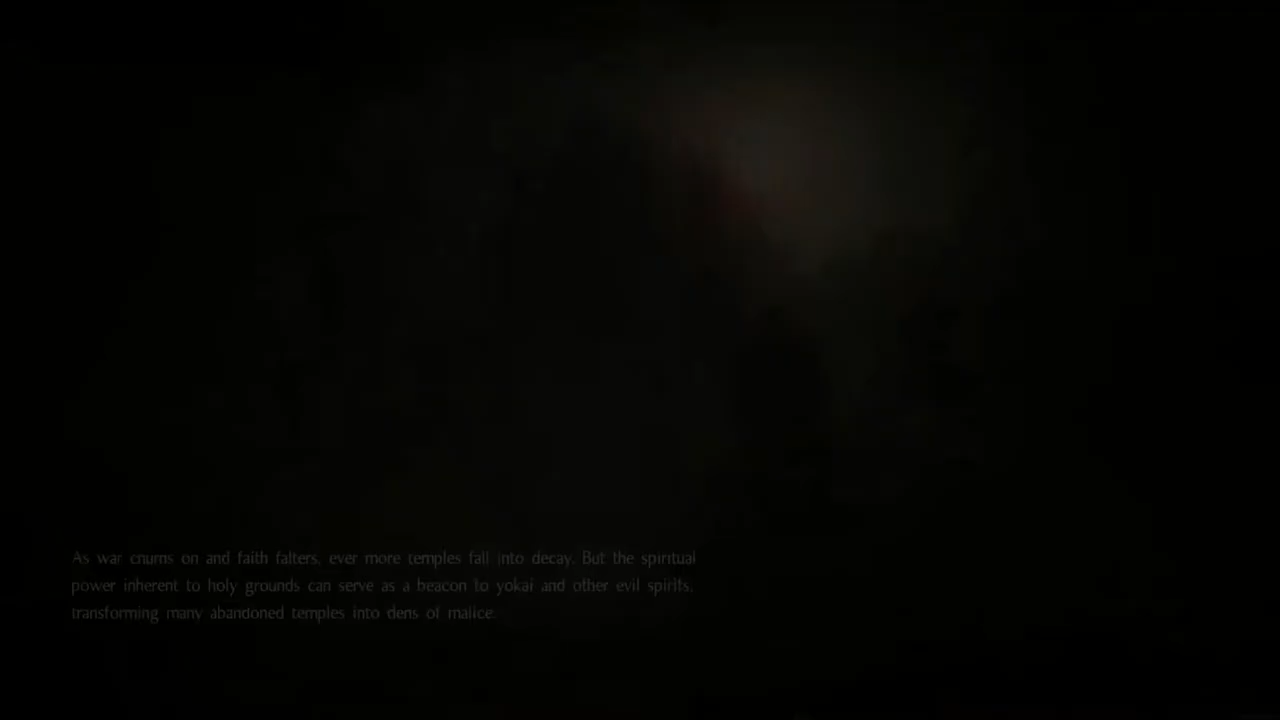 As war churns on and faith falters, ever more temples fall into decay. But the spiritual
power inherent to holy grounds can serve as a beacon to yokai and other evil spirits,
transforming many abandoned temples into dens of malice.